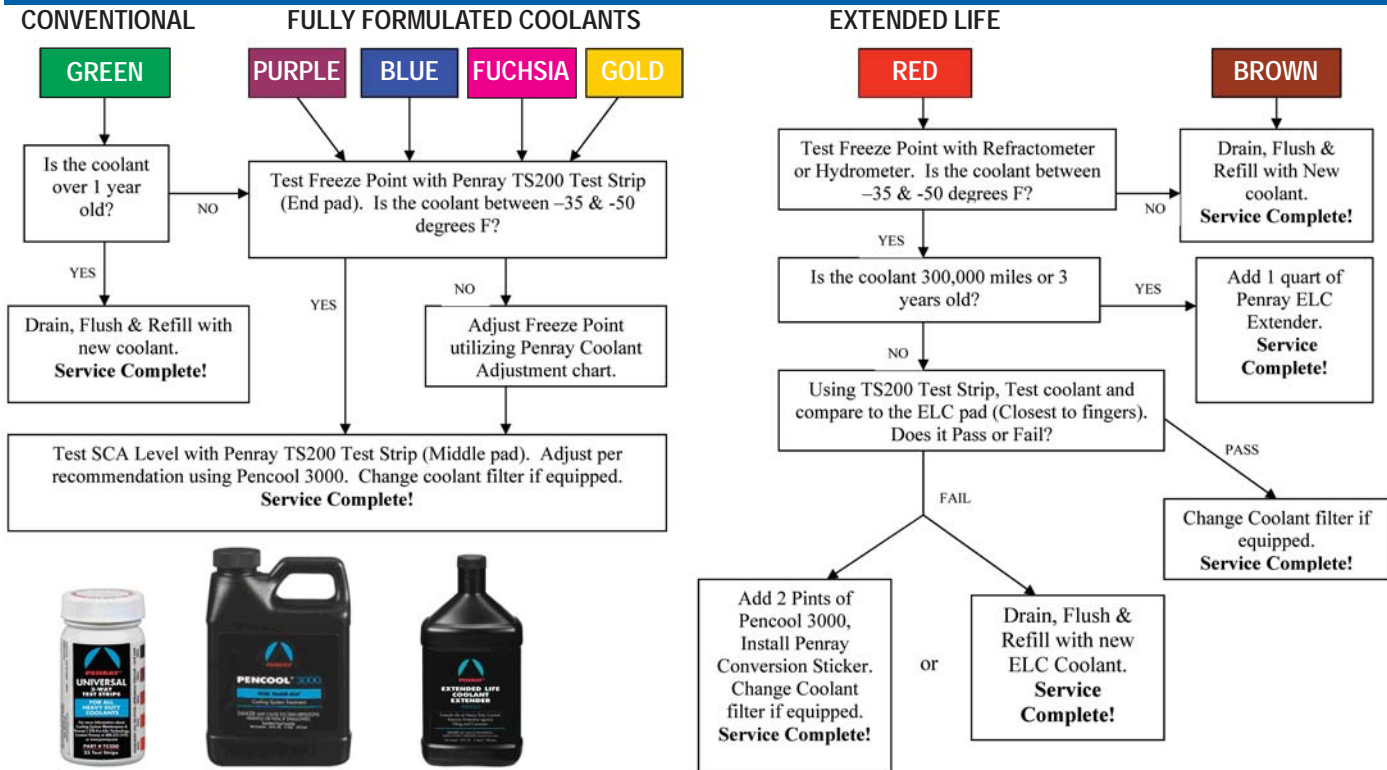 CONVENTIONAL
FULLY FORMULATED COOLANTS
EXTENDED LIFE
GREEN
PURPLE
BLUE
FUCHSIA
GOLD
RED
BROWN
Is the coolant
over 1 year
old?
NO
YES
Drain, Flush & Refill with
new coolant.
Service Complete!
Test Freeze Point with Penray TS200 Test Strip
(End pad). Is the coolant between –35 & -50
degrees F?
YES
NO
Adjust Freeze Point
utilizing Penray Coolant
Adjustment chart.
Test SCA Level with Penray TS200 Test Strip (Middle pad). Adjust per
recommendation using Pencool 3000. Change coolant filter if equipped.
Service Complete!
Test Freeze Point with Refractometer
or Hydrometer. Is the coolant between
–35 & -50 degrees F?
NO
Drain, Flush &
Refill with New
coolant.
Service Complete!
YES
Is the coolant 300,000 miles or 3
years old?
YES
Add 1 quart of
Penray ELC
Extender.
Service
Complete!
NO
Using TS200 Test Strip, Test coolant and
compare to the ELC pad (Closest to fingers).
Does it Pass or Fail?
PASS
Change Coolant filter if
equipped.
Service Complete!
FAIL
Add 2 Pints of
Pencool 3000,
Install Penray
Conversion Sticker.
Change Coolant
filter if equipped.
Service Complete!
or
Drain, Flush &
Refill with new
ELC Coolant.
Service
Complete!
PENRAY
UNIVERSAL
3-WAY
TEST STRIPS
FOR ALL
HEAVY DUTY
COOLANTS
25 Test Strips
PENRAY
PENCOOL 3000
Cooling System Treatment
PENRAY
EXTENDED LIFE
COOLANT
EXTENDER